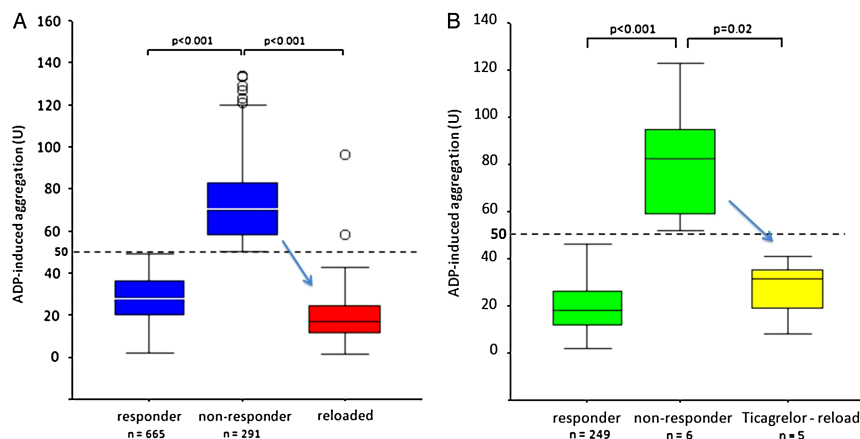 A
ADP-induced aggregation (U)
160
140
120
100
80
60
50
40
20
0
p<0.001
p<0.001
responder
n = 665
non-responder
n = 291
reloaded
B
ADP-induced aggregation (U)
140
120
100
80
60
50
40
20
0
p<0.001
p=0.02
responder
n = 249
non-responder
n = 6
Ticagrelor - reload
n = 5